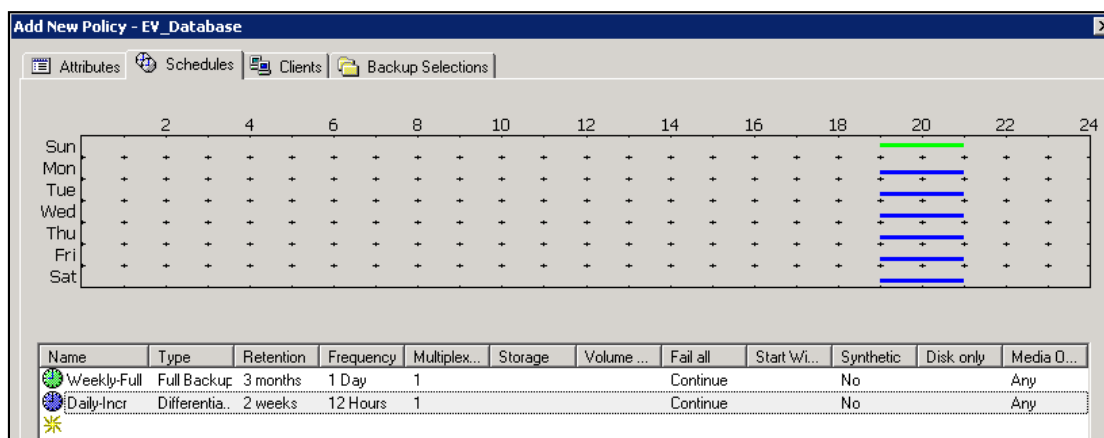 Add New Policy - EV_Database
Attributes Schedules Clients Backup Selections
2 4 6 8 10 12 14 16 18 20 22 24
Sun
Mon
Tue
Wed
Thu
Fri
Sat
Name Type Retention Frequency Multiplex... Storage Volume ... Fail all Start Wi... Synthetic Disk only Media O...
Weekly-Full Full Backup 3 months 1 Day 1 Continue No Any
Daily-Incr Differentia.. 2 weeks 12 Hours 1 Continue No Any